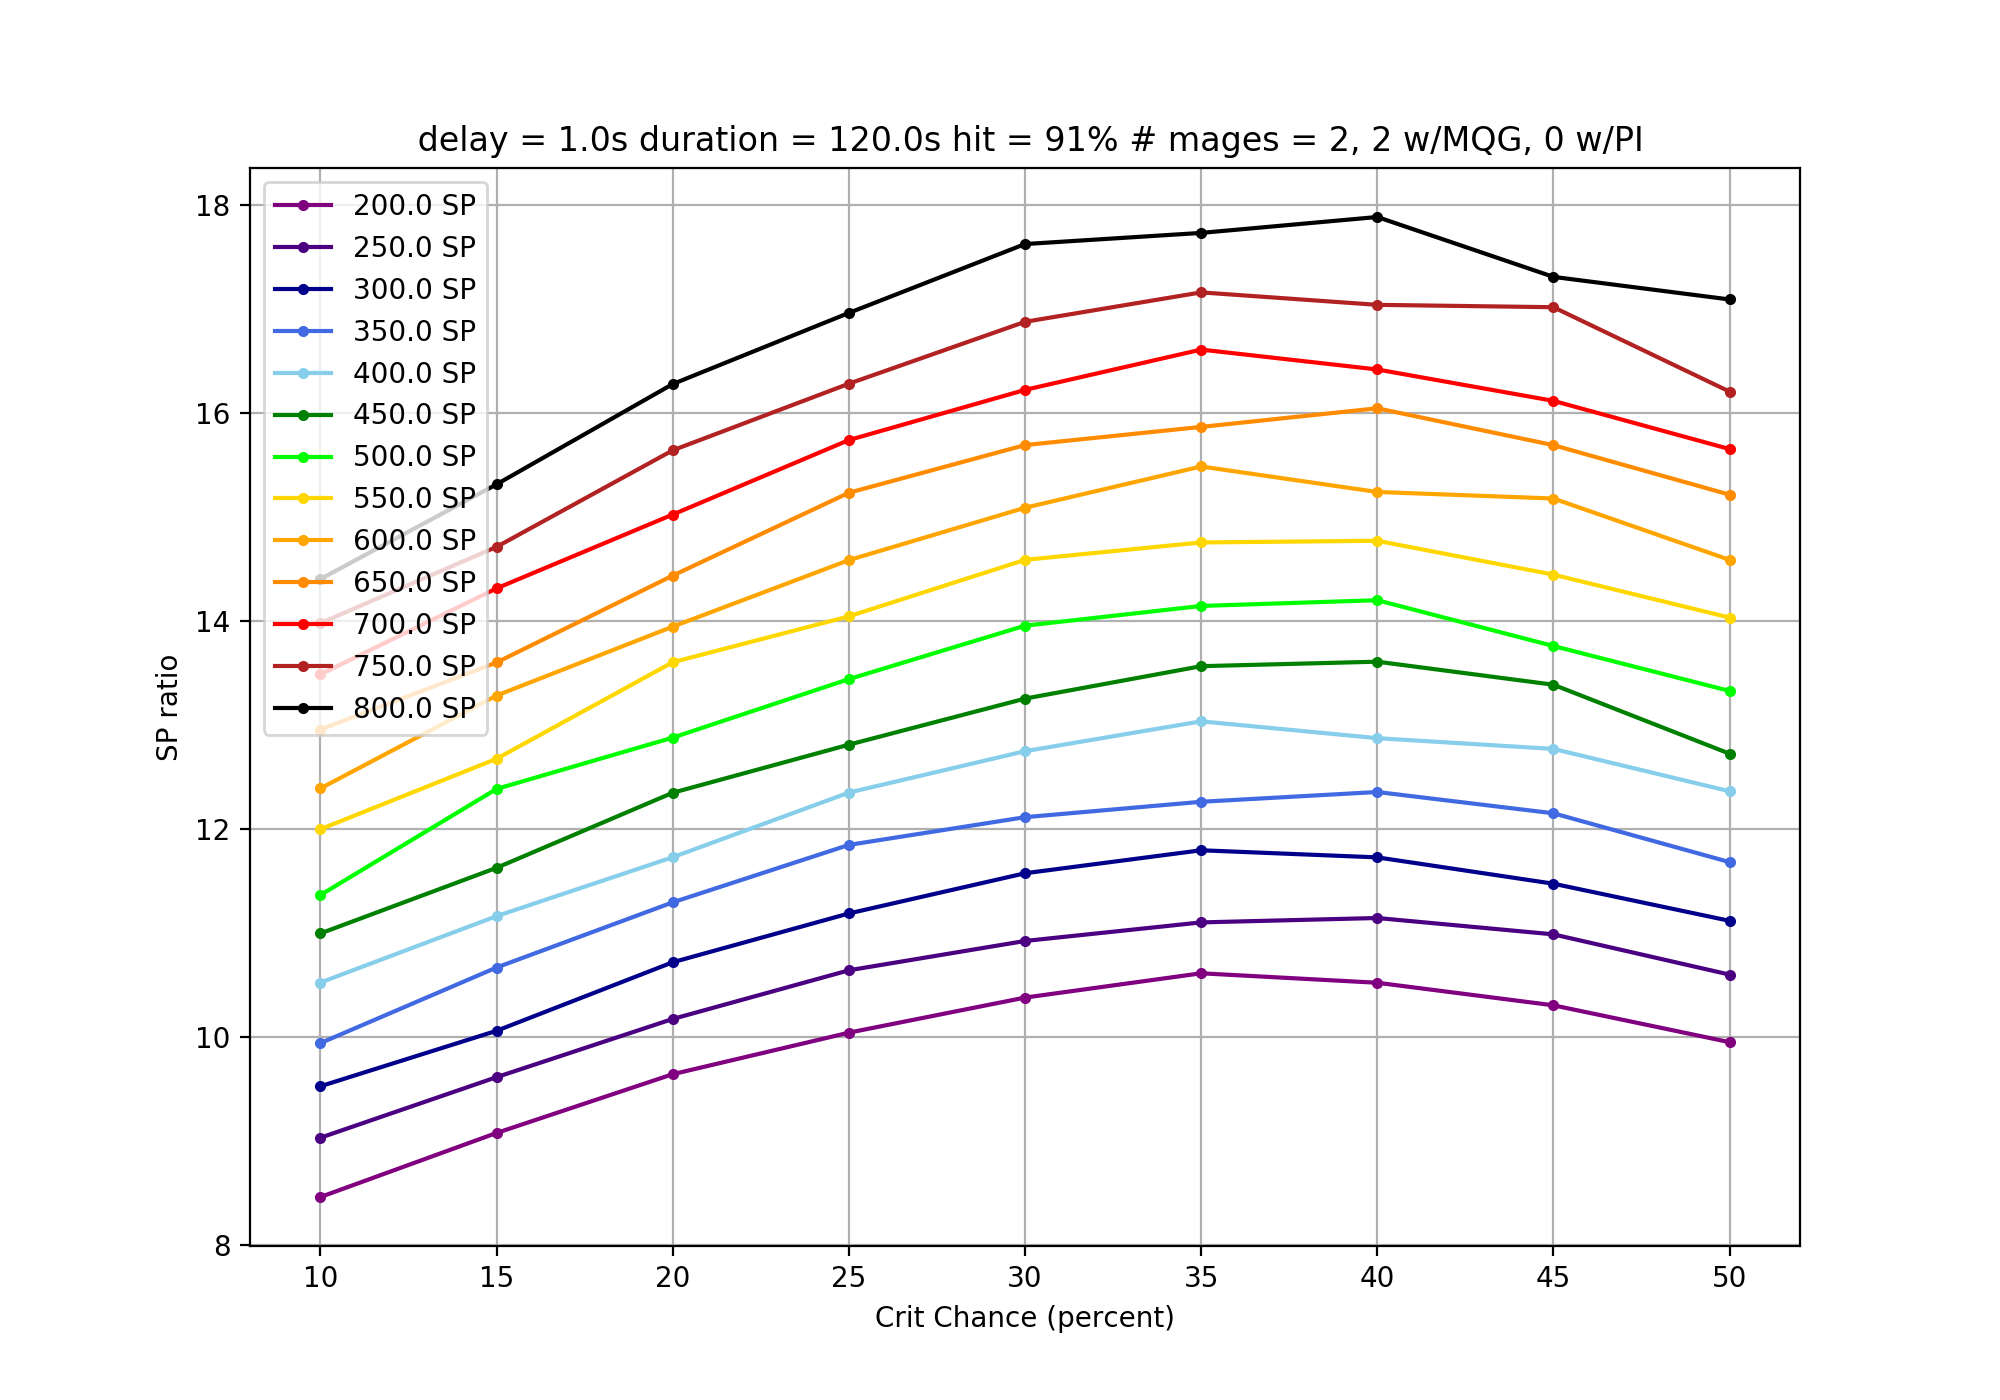 delay = 1.0s duration = 120.0s hit = 91% # mages = 2, 2 w/MQG, 0 w/PI
200.0 SP
250.0 SP
300.0 SP
350.0 SP
400.0 SP
450.0 SP
500.0 SP
550.0 SP
600.0 SP
650.0 SP
700.0 SP
750.0 SP
800.0 SP
18
16
14
12
10
8
SP ratio
10 15 20 25 30 35 40 45 50
Crit Chance (percent)